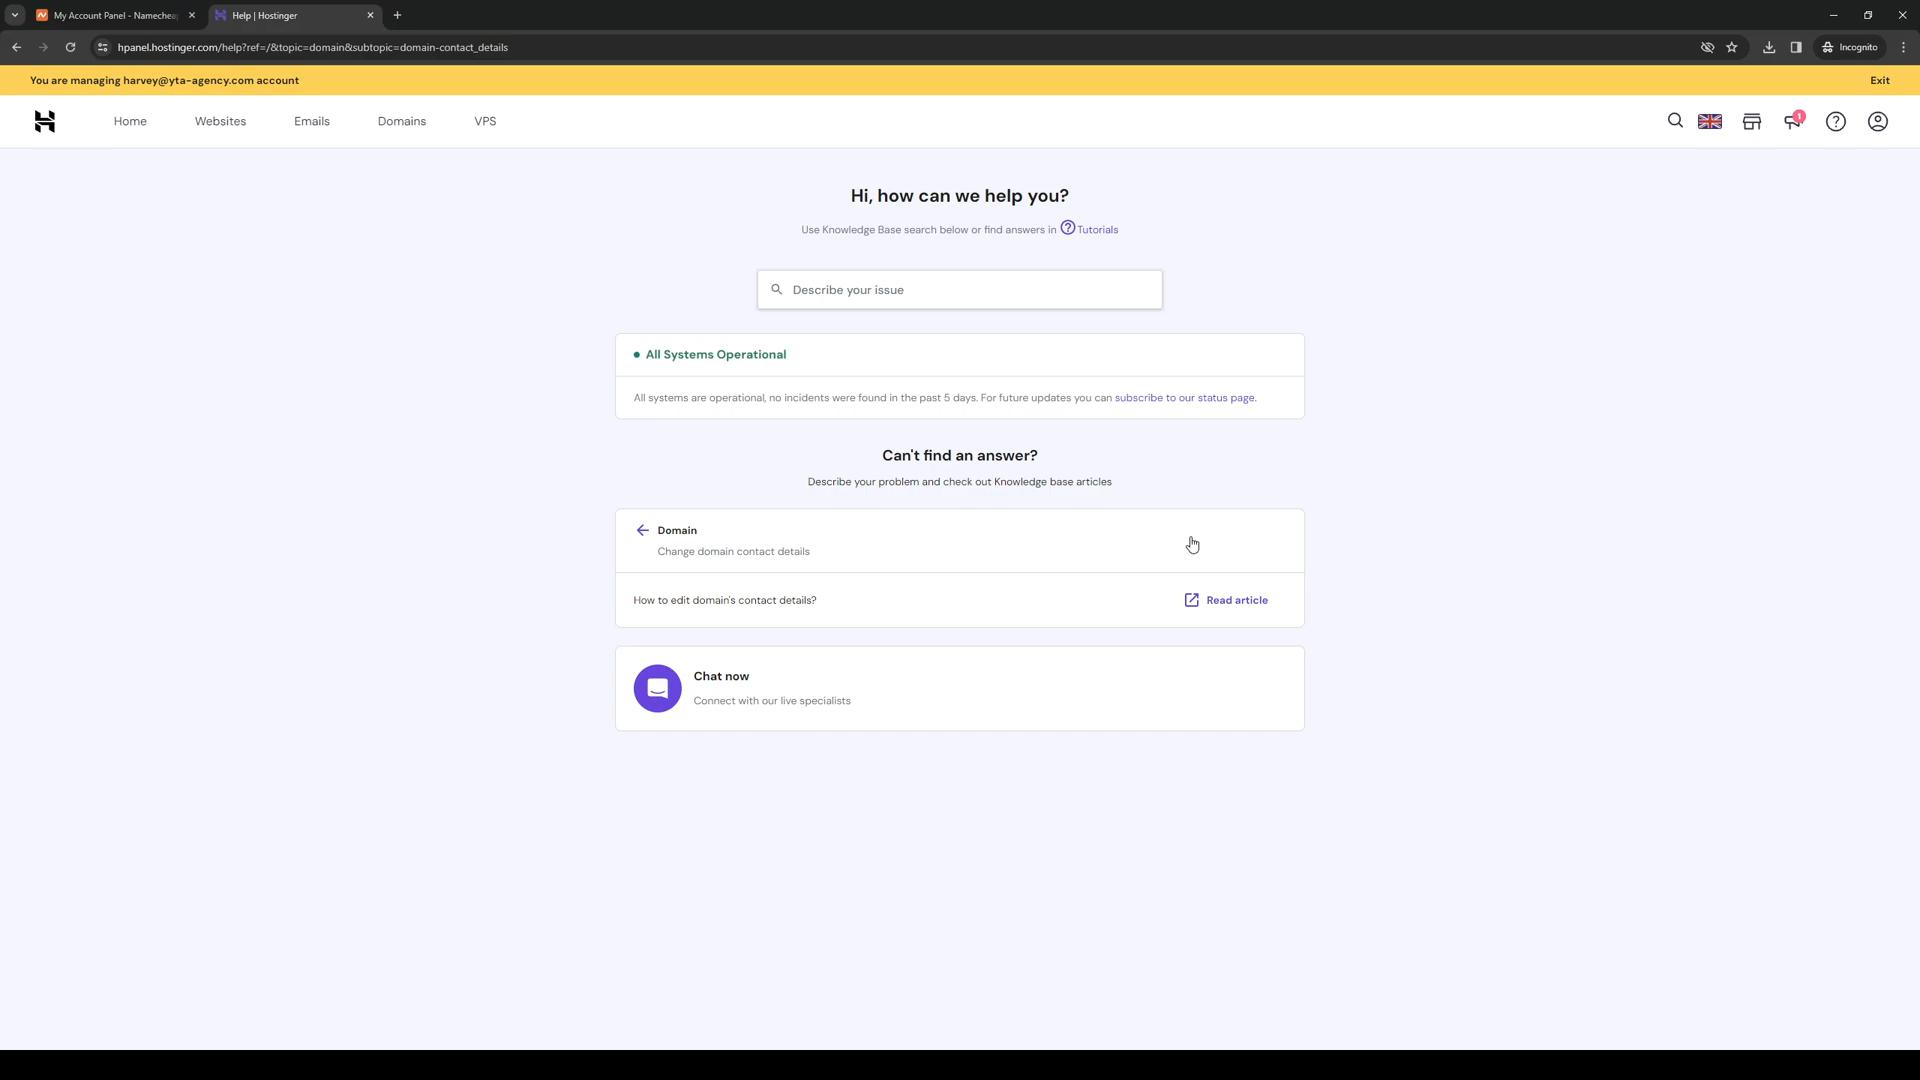 My Account Panel - Namechea
Help | Hostinger
hpanel.hostinger.com/help?ref=/&topic=domain&subtopic=domain-contact_details
Incognito
You are managing harvey@yta-agency.com account
Exit
Home
Websites
Emails
Domains
VPS
1
Hi, how can we help you?
Use Knowledge Base search below or find answers in Tutorials
Describe your issue
All Systems Operational
All systems are operational, no incidents were found in the past 5 days. For future updates you can subscribe to our status page.
Can't find an answer?
Describe your problem and check out Knowledge base articles
Domain
Change domain contact details
How to edit domain's contact details?
Read article
Chat now
Connect with our live specialists